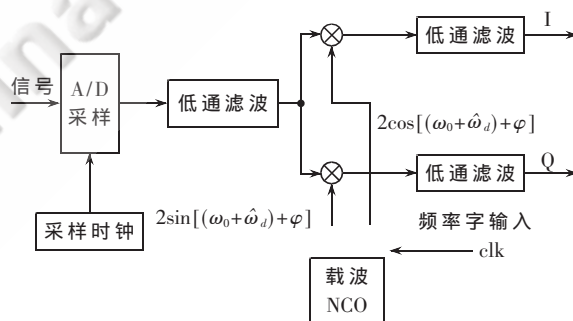 I
低通滤波
信号
A/D
采样
低通滤波
2cos[(ω₀+ω̂_d)+φ]
Q
低通滤波
采样时钟
2sin[(ω₀+ω̂_d)+φ]
频率字输入
clk
载波
NCO